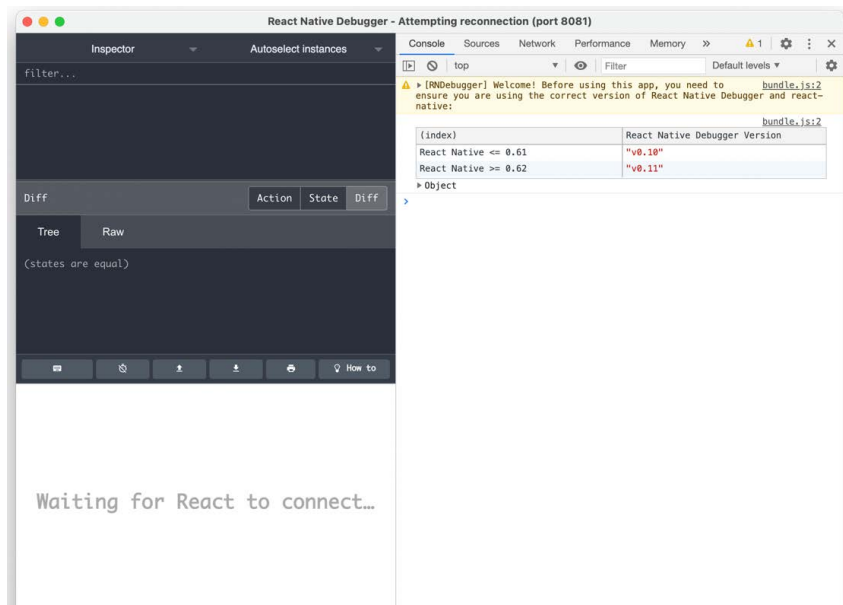 React Native Debugger - Attempting reconnection (port 8081)
Inspector
Autoselect instances
filter...
Diff
Action
State
Diff
Tree
Raw
(states are equal)
How to
Waiting for React to connect…
Console
Sources
Network
Performance
Memory
»
1
top
Filter
Default levels
[RNDebugger] Welcome! Before using this app, you need to
bundle.js:2
ensure you are using the correct version of React Native Debugger and react-
native:
bundle.js:2
(index)
React Native Debugger Version
React Native <= 0.61
"v0.10"
React Native >= 0.62
"v0.11"
Object